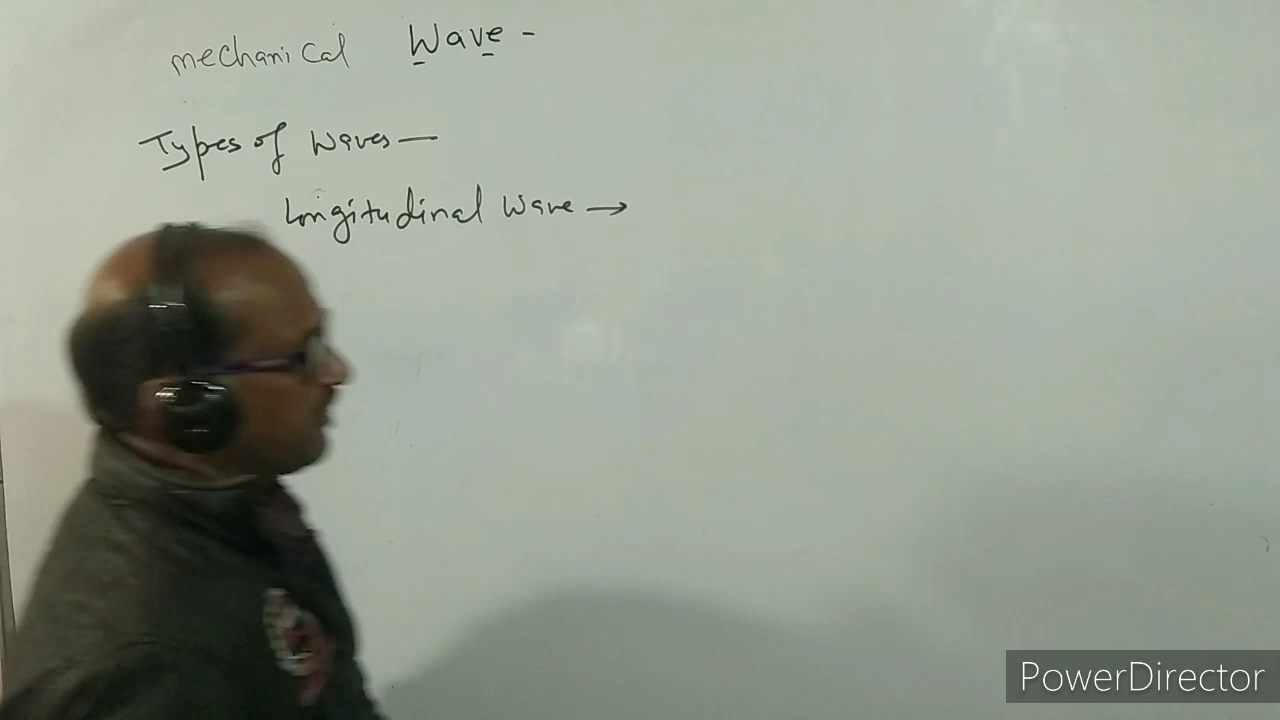 mechanical Wave -
Types of Waves —
Longitudinal Wave →
PowerDirector